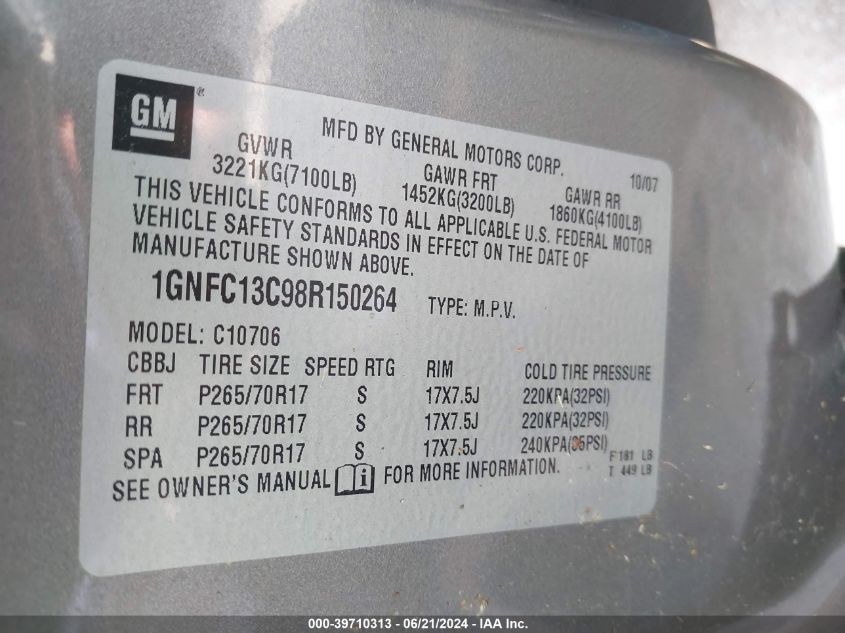 GM ®
MFD BY GENERAL MOTORS CORP.
10/07
GVWR GAWR FRT GAWR RR
3221KG(7100LB) 1452KG(3200LB) 1860KG(4100LB)
THIS VEHICLE CONFORMS TO ALL APPLICABLE U.S. FEDERAL MOTOR
VEHICLE SAFETY STANDARDS IN EFFECT ON THE DATE OF
MANUFACTURE SHOWN ABOVE.
1GNFC13C98R150264 TYPE: M.P.V.
MODEL: C10706
CBBJ TIRE SIZE SPEED RTG RIM COLD TIRE PRESSURE
FRT P265/70R17 S 17X7.5J 220KPA(32PSI)
RR P265/70R17 S 17X7.5J 220KPA(32PSI)
SPA P265/70R17 S 17X7.5J 240KPA(35PSI)
F 181 LB
T 449 LB
SEE OWNER'S MANUAL i FOR MORE INFORMATION.
000-39710313 - 06/21/2024 - IAA Inc.